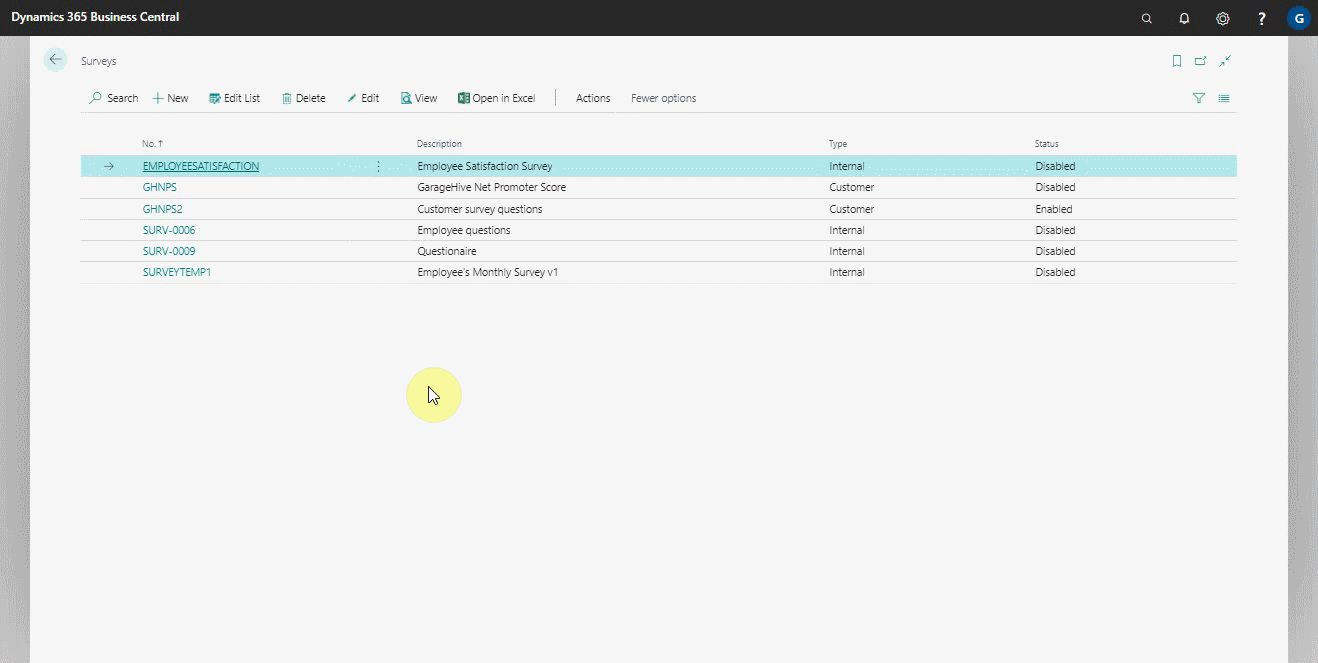 Dynamics 365 Business Central
? G
Surveys
Search New Edit List Delete Edit View Open in Excel Actions Fewer options
No. ↑ Description Type Status
EMPLOYEESATISFACTION Employee Satisfaction Survey Internal Disabled
GHNPS GarageHive Net Promoter Score Customer Disabled
GHNPS2 Customer survey questions Customer Enabled
SURV-0006 Employee questions Internal Disabled
SURV-0009 Questionaire Internal Disabled
SURVEYTEMP1 Employee's Monthly Survey v1 Internal Disabled